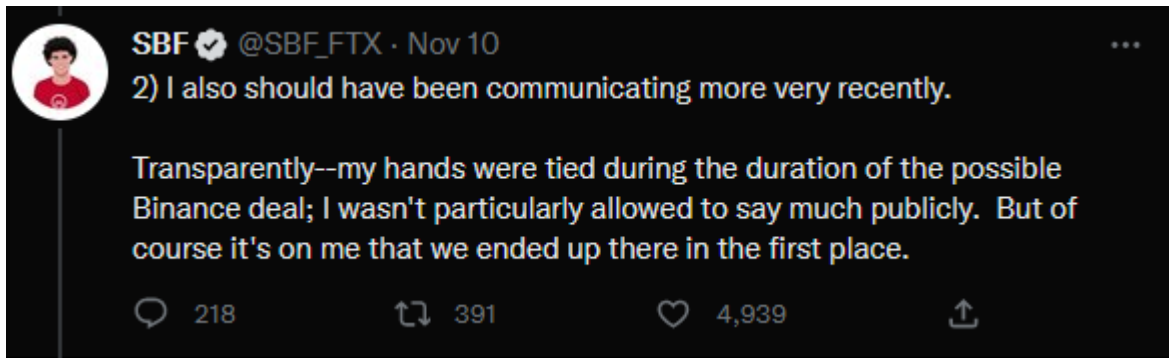 SBF @SBF_FTX · Nov 10
2) I also should have been communicating more very recently.
Transparently--my hands were tied during the duration of the possible
Binance deal; I wasn't particularly allowed to say much publicly.  But of
course it's on me that we ended up there in the first place.
218 391 4,939